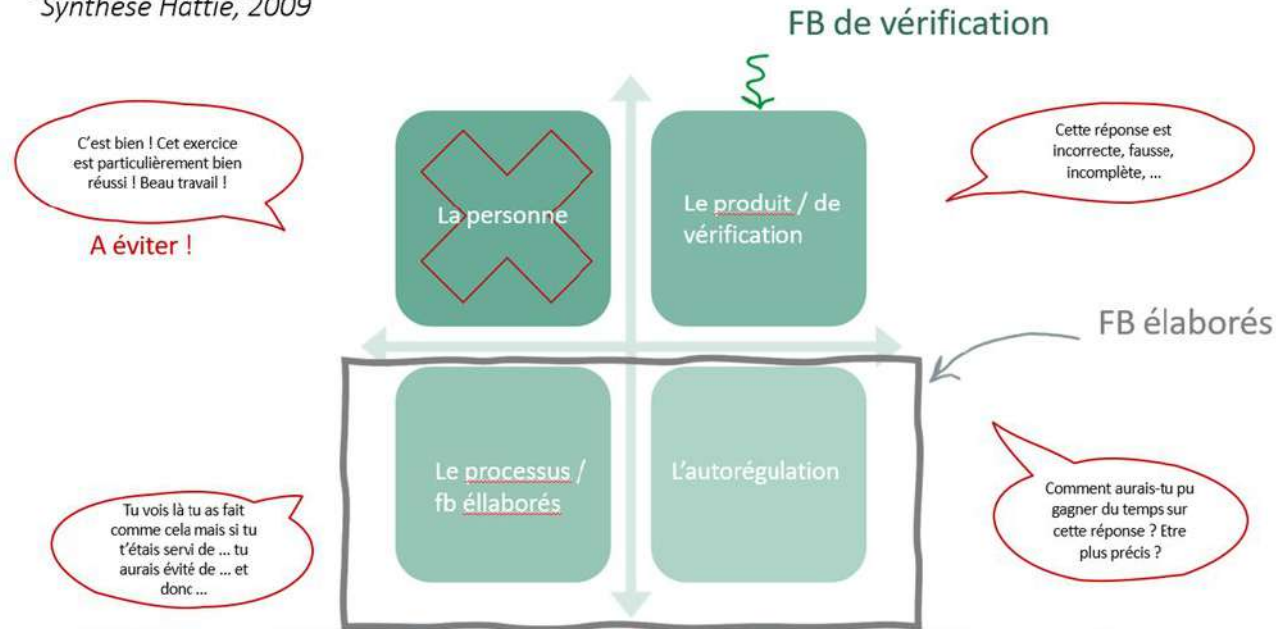 Synthèse Hattie, 2009
FB de vérification
C'est bien ! Cet exercice
est particulièrement bien
réussi ! Beau travail !
A éviter !
La personne
Le produit / de
vérification
Cette réponse est
incorrecte, fausse,
incomplète, ...
FB élaborés
Le processus /
fb éllaborés
L'autorégulation
Tu vois là tu as fait
comme cela mais si tu
t'étais servi de ... tu
aurais évité de ... et
donc ...
Comment aurais-tu pu
gagner du temps sur
cette réponse ? Etre
plus précis ?